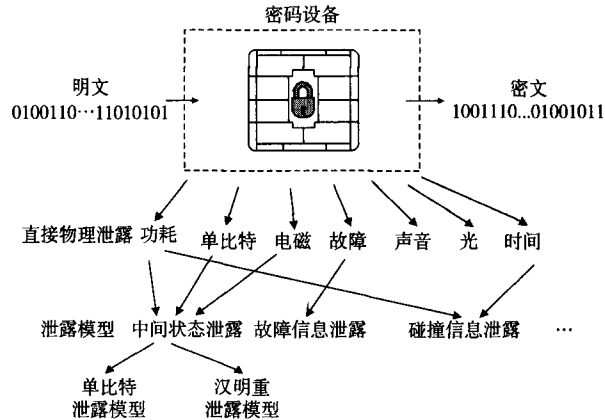 密码设备
明文
0100110…11010101
密文
1001110...01001011
直接物理泄露 功耗 单比特 电磁 故障 声音 光 时间
泄露模型 中间状态泄露 故障信息泄露 碰撞信息泄露 …
单比特
泄露模型
汉明重
泄露模型